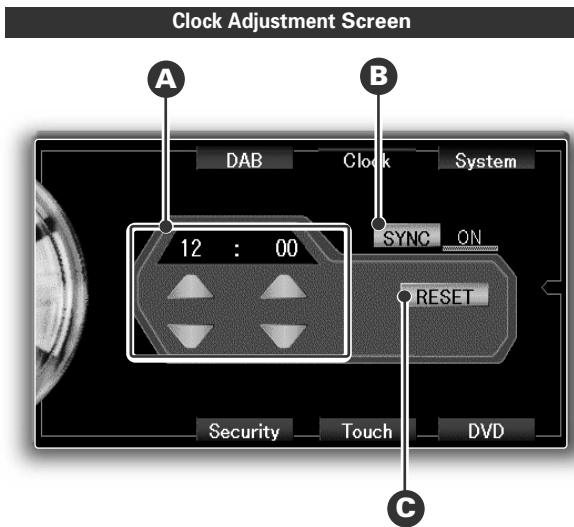 Clock Adjustment Screen
A
B
DAB Clock System
12 : 00
SYNC ON
RESET
Security Touch DVD
C